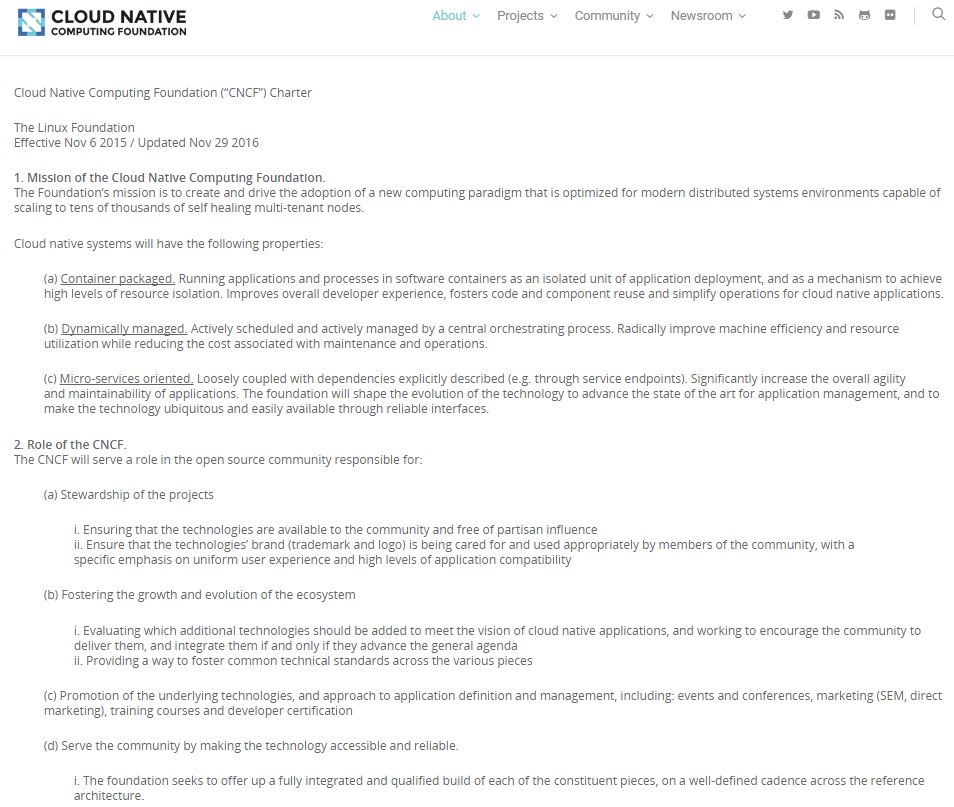 CLOUD NATIVE
COMPUTING FOUNDATION
About Projects Community Newsroom
Cloud Native Computing Foundation (“CNCF”) Charter
The Linux Foundation
Effective Nov 6 2015 / Updated Nov 29 2016
1. Mission of the Cloud Native Computing Foundation.
The Foundation’s mission is to create and drive the adoption of a new computing paradigm that is optimized for modern distributed systems environments capable of
scaling to tens of thousands of self healing multi-tenant nodes.
Cloud native systems will have the following properties:
(a) Container packaged. Running applications and processes in software containers as an isolated unit of application deployment, and as a mechanism to achieve
high levels of resource isolation. Improves overall developer experience, fosters code and component reuse and simplify operations for cloud native applications.
(b) Dynamically managed. Actively scheduled and actively managed by a central orchestrating process. Radically improve machine efficiency and resource
utilization while reducing the cost associated with maintenance and operations.
(c) Micro-services oriented. Loosely coupled with dependencies explicitly described (e.g. through service endpoints). Significantly increase the overall agility
and maintainability of applications. The foundation will shape the evolution of the technology to advance the state of the art for application management, and to
make the technology ubiquitous and easily available through reliable interfaces.
2. Role of the CNCF.
The CNCF will serve a role in the open source community responsible for:
(a) Stewardship of the projects
i. Ensuring that the technologies are available to the community and free of partisan influence
ii. Ensure that the technologies’ brand (trademark and logo) is being cared for and used appropriately by members of the community, with a
specific emphasis on uniform user experience and high levels of application compatibility
(b) Fostering the growth and evolution of the ecosystem
i. Evaluating which additional technologies should be added to meet the vision of cloud native applications, and working to encourage the community to
deliver them, and integrate them if and only if they advance the general agenda
ii. Providing a way to foster common technical standards across the various pieces
(c) Promotion of the underlying technologies, and approach to application definition and management, including: events and conferences, marketing (SEM, direct
marketing), training courses and developer certification
(d) Serve the community by making the technology accessible and reliable.
i. The foundation seeks to offer up a fully integrated and qualified build of each of the constituent pieces, on a well-defined cadence across the reference
architecture.